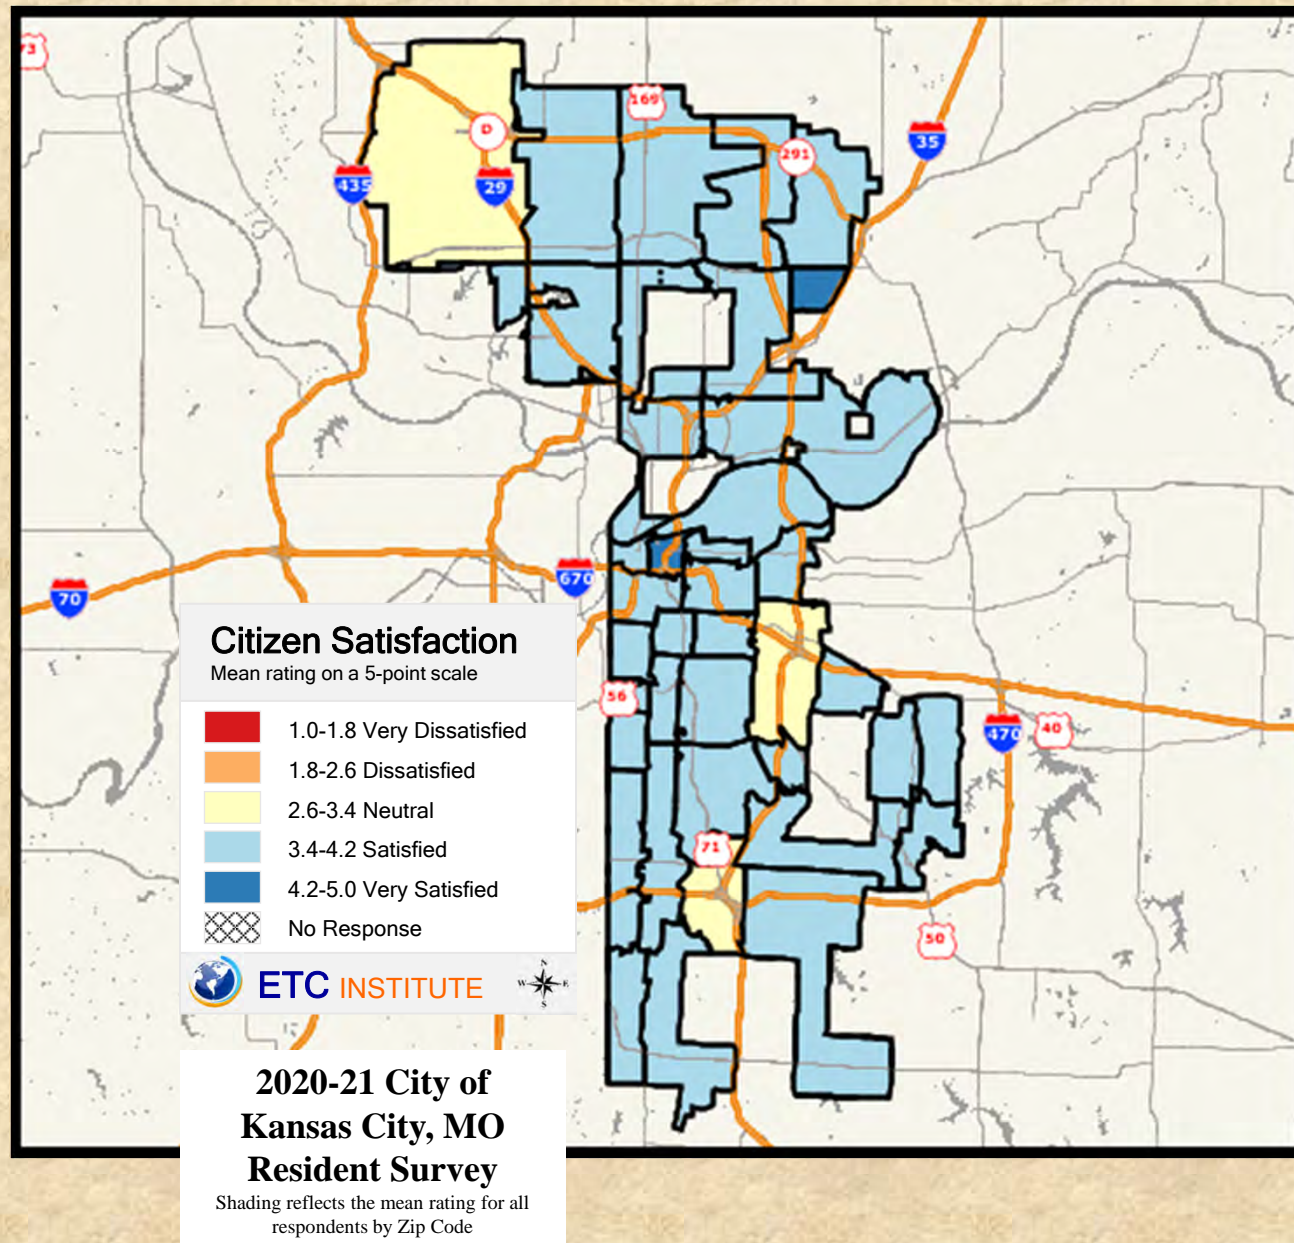 73
169
D
291
35
435
29
670
70
Citizen Satisfaction
Mean rating on a 5-point scale
1.0-1.8 Very Dissatisfied
1.8-2.6 Dissatisfied
2.6-3.4 Neutral
3.4-4.2 Satisfied
4.2-5.0 Very Satisfied
No Response
ETC INSTITUTE
N
W E
S
56
40
470
71
50
2020-21 City of
Kansas City, MO
Resident Survey
Shading reflects the mean rating for all
respondents by Zip Code